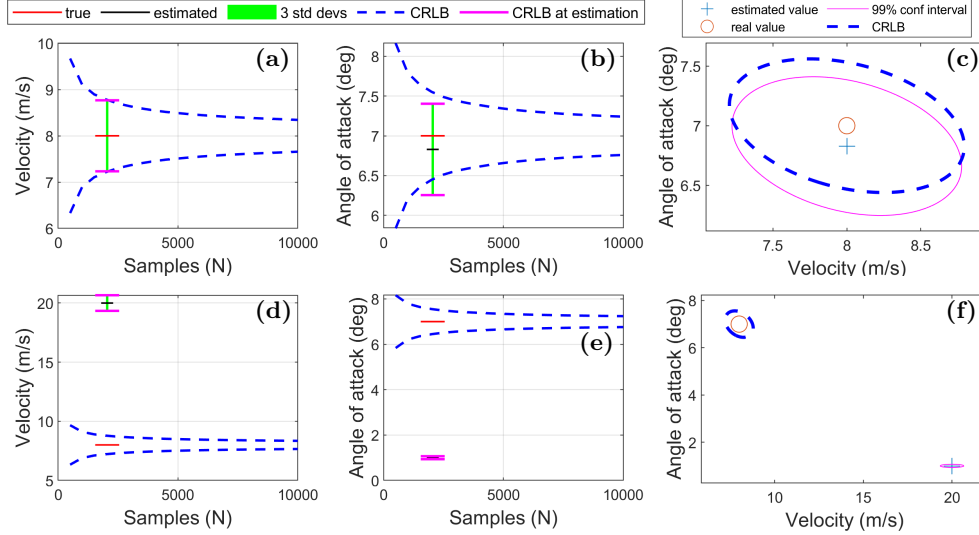 true estimated 3 std devs CRLB CRLB at estimation
estimated value 99% conf interval
real value CRLB
(a)
10
9
8
7
6
0 5000 10000
Velocity (m/s)
Samples (N)
(b)
8
7.5
7
6.5
6
0 5000 10000
Angle of attack (deg)
Samples (N)
(c)
7.5
7
6.5
7.5 8 8.5
Angle of attack (deg)
Velocity (m/s)
(d)
20
15
10
5
0 5000 10000
Velocity (m/s)
Samples (N)
(e)
8
6
4
2
0
0 5000 10000
Angle of attack (deg)
Samples (N)
(f)
8
6
4
2
10 15 20
Angle of attack (deg)
Velocity (m/s)